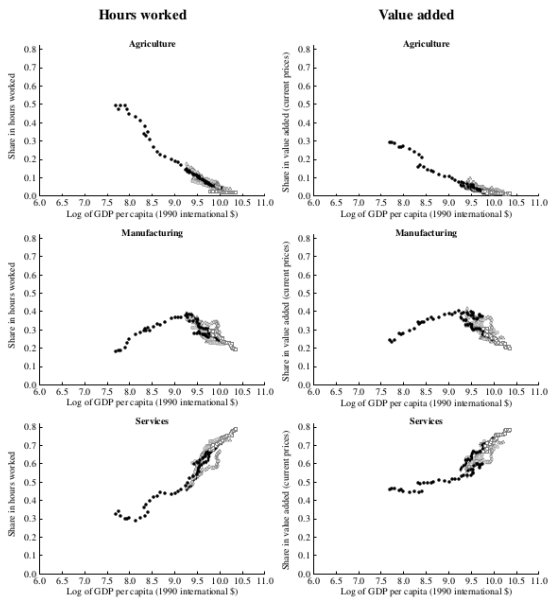 Hours worked
Value added
Agriculture
Share in hours worked
0.8
0.7
0.6
0.5
0.4
0.3
0.2
0.1
0.0
6.0 6.5 7.0 7.5 8.0 8.5 9.0 9.5 10.0 10.5 11.0
Log of GDP per capita (1990 international $)
Agriculture
Share in value added (current prices)
0.8
0.7
0.6
0.5
0.4
0.3
0.2
0.1
0.0
6.0 6.5 7.0 7.5 8.0 8.5 9.0 9.5 10.0 10.5 11.0
Log of GDP per capita (1990 international $)
Manufacturing
Share in hours worked
0.8
0.7
0.6
0.5
0.4
0.3
0.2
0.1
0.0
6.0 6.5 7.0 7.5 8.0 8.5 9.0 9.5 10.0 10.5 11.0
Log of GDP per capita (1990 international $)
Manufacturing
Share in value added (current prices)
0.8
0.7
0.6
0.5
0.4
0.3
0.2
0.1
0.0
6.0 6.5 7.0 7.5 8.0 8.5 9.0 9.5 10.0 10.5 11.0
Log of GDP per capita (1990 international $)
Services
Share in hours worked
0.8
0.7
0.6
0.5
0.4
0.3
0.2
0.1
0.0
6.0 6.5 7.0 7.5 8.0 8.5 9.0 9.5 10.0 10.5 11.0
Log of GDP per capita (1990 international $)
Services
Share in value added (current prices)
0.8
0.7
0.6
0.5
0.4
0.3
0.2
0.1
0.0
6.0 6.5 7.0 7.5 8.0 8.5 9.0 9.5 10.0 10.5 11.0
Log of GDP per capita (1990 international $)